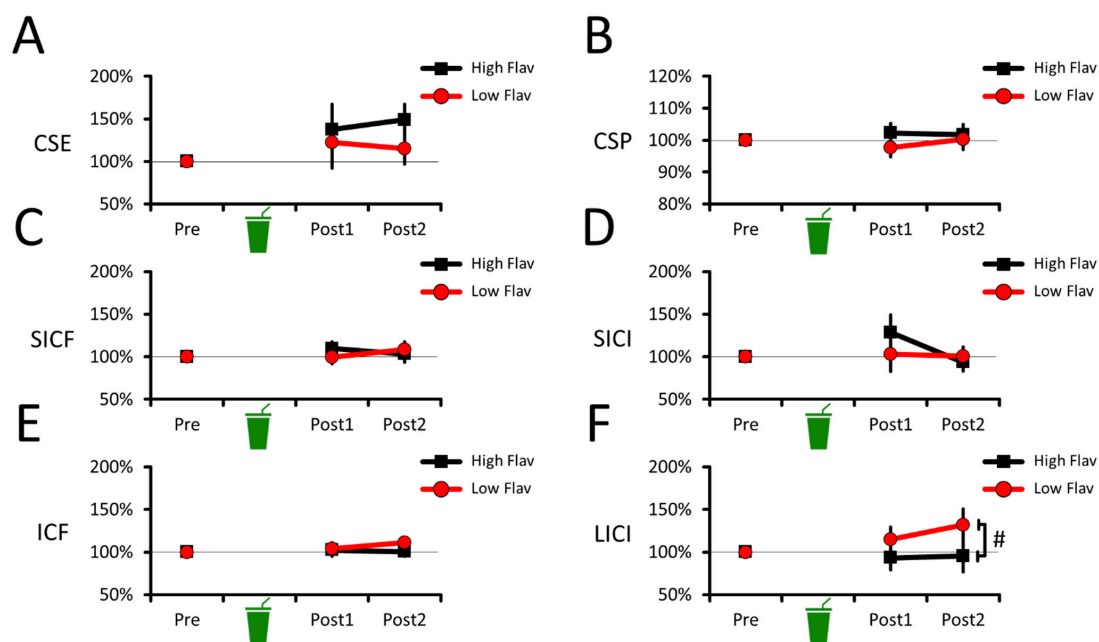 A
High Flav
Low Flav
200%
150%
CSE
100%
50%
Pre
Post1
Post2
B
High Flav
Low Flav
120%
110%
CSP
100%
90%
80%
Pre
Post1
Post2
C
High Flav
Low Flav
200%
150%
SICF
100%
50%
Pre
Post1
Post2
D
High Flav
Low Flav
200%
150%
SICI
100%
50%
Pre
Post1
Post2
E
High Flav
Low Flav
200%
150%
ICF
100%
50%
Pre
Post1
Post2
F
High Flav
Low Flav
200%
150%
#
LICI
100%
50%
Pre
Post1
Post2